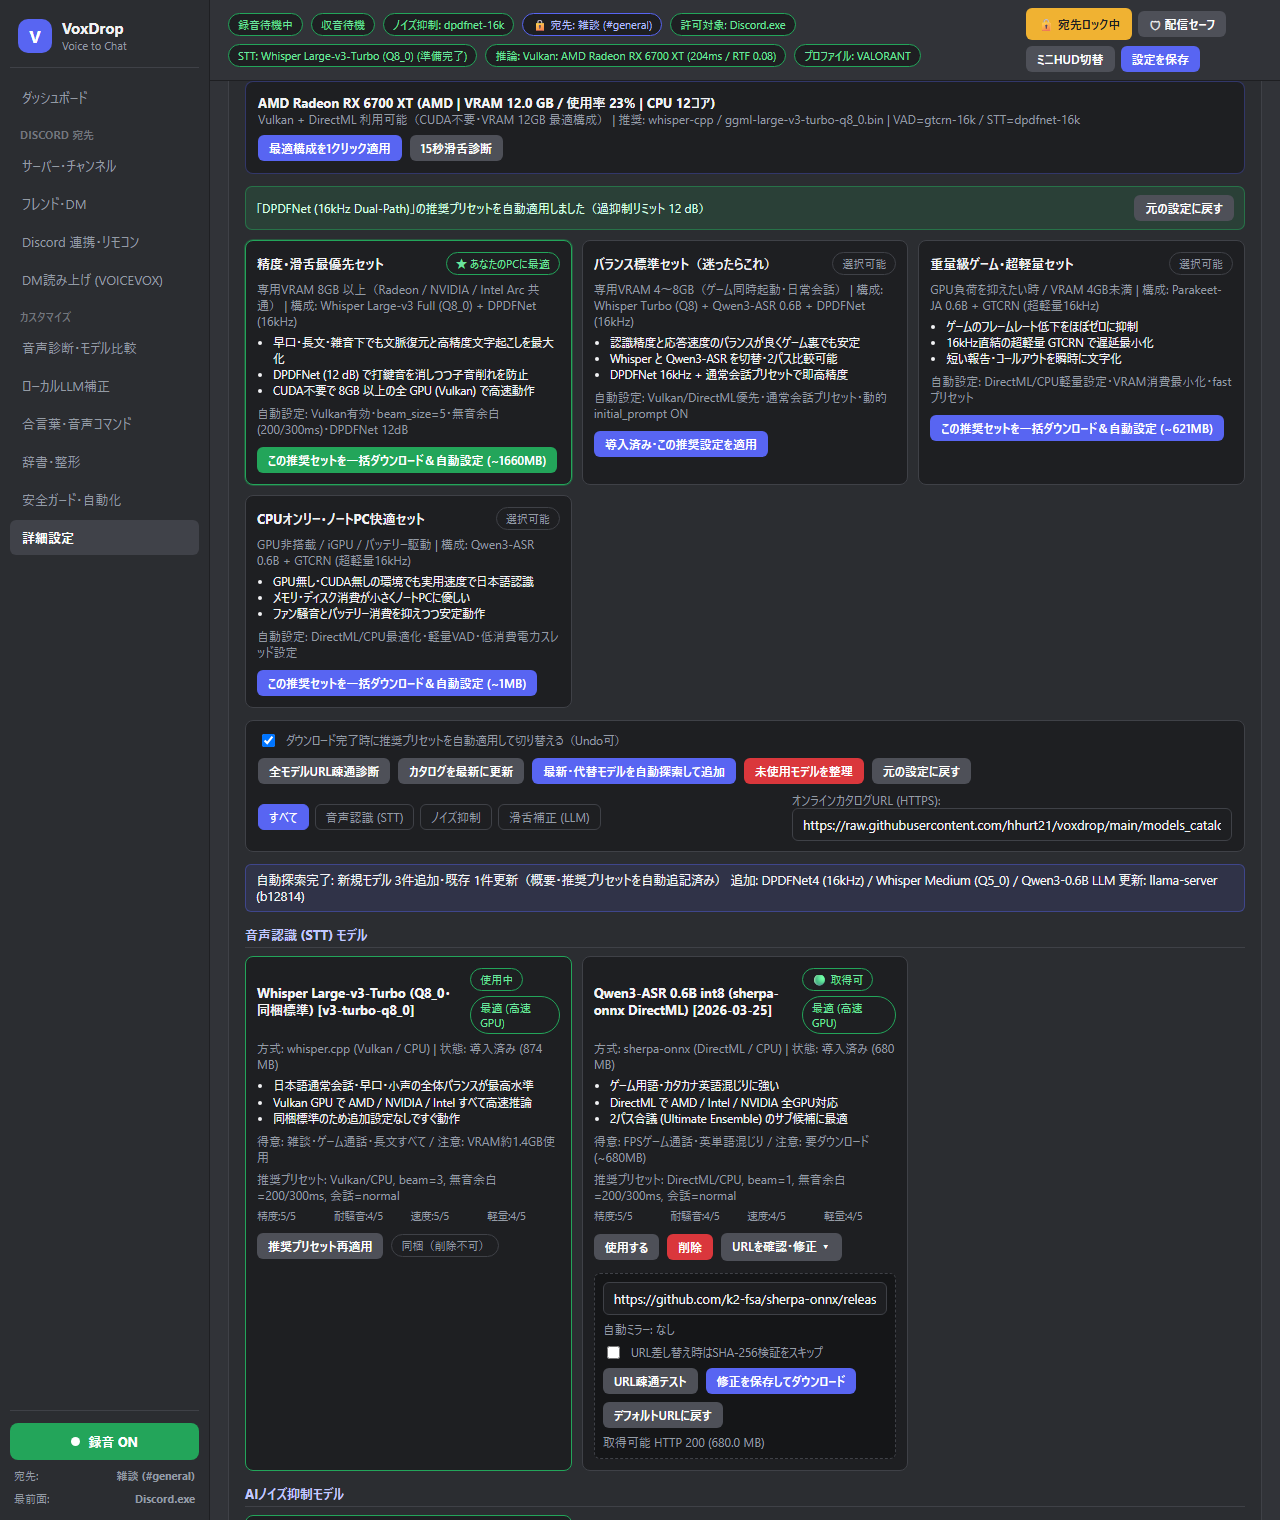 V
VoxDrop
Voice to Chat
ダッシュボード
DISCORD 宛先
サーバー・チャンネル
フレンド・DM
Discord 連携・リモコン
DM読み上げ (VOICEVOX)
カスタマイズ
音声診断・モデル比較
ローカルLLM補正
合言葉・音声コマンド
辞書・整形
安全ガード・自動化
詳細設定
録音 ON
宛先: 雑談 (#general)
最前面: Discord.exe
録音待機中
収音待機
ノイズ抑制: dpdfnet-16k
宛先: 雑談 (#general)
許可対象: Discord.exe
STT: Whisper Large-v3-Turbo (Q8_0) (準備完了)
推論: Vulkan: AMD Radeon RX 6700 XT (204ms / RTF 0.08)
プロファイル: VALORANT
宛先ロック中
配信セーフ
ミニHUD切替
設定を保存
AMD Radeon RX 6700 XT (AMD | VRAM 12.0 GB / 使用率 23% | CPU 12コア)
Vulkan + DirectML 利用可能（CUDA不要・VRAM 12GB 最適構成） | 推奨: whisper-cpp / ggml-large-v3-turbo-q8_0.bin | VAD=gtcrn-16k / STT=dpdfnet-16k
最適構成を1クリック適用
15秒滑舌診断
「DPDFNet (16kHz Dual-Path)」の推奨プリセットを自動適用しました（過抑制リミット 12 dB）
元の設定に戻す
精度・滑舌最優先セット
★ あなたのPCに最適
専用VRAM 8GB 以上（Radeon / NVIDIA / Intel Arc 共
通） | 構成: Whisper Large-v3 Full (Q8_0) + DPDFNet
(16kHz)
• 早口・長文・雑音下でも文脈復元と高精度文字起こしを最大
化
• DPDFNet (12 dB) で打鍵音を消しつつ子音削れを防止
• CUDA不要で 8GB 以上の全 GPU (Vulkan) で高速動作
自動設定: Vulkan有効・beam_size=5・無音余白
(200/300ms)・DPDFNet 12dB
この推奨セットを一括ダウンロード＆自動設定 (~1660MB)
バランス標準セット（迷ったらこれ）
選択可能
専用VRAM 4～8GB（ゲーム同時起動・日常会話） | 構成:
Whisper Turbo (Q8) + Qwen3-ASR 0.6B + DPDFNet
(16kHz)
• 認識精度と応答速度のバランスが良くゲーム裏でも安定
• Whisper と Qwen3-ASR を切替・2パス比較可能
• DPDFNet 16kHz + 通常会話プリセットで即高精度
自動設定: Vulkan/DirectML優先・通常会話プリセット・動的
initial_prompt ON
導入済み・この推奨設定を適用
重量級ゲーム・超軽量セット
選択可能
GPU負荷を抑えたい時 / VRAM 4GB未満 | 構成: Parakeet-
JA 0.6B + GTCRN (超軽量16kHz)
• ゲームのフレームレート低下をほぼゼロに抑制
• 16kHz直結の超軽量 GTCRN で遅延最小化
• 短い報告・コールアウトを瞬時に文字化
自動設定: DirectML/CPU軽量設定・VRAM消費最小化・fast
プリセット
この推奨セットを一括ダウンロード＆自動設定 (~621MB)
CPUオンリー・ノートPC快適セット
選択可能
GPU非搭載 / iGPU / バッテリー駆動 | 構成: Qwen3-ASR
0.6B + GTCRN (超軽量16kHz)
• GPU無し・CUDA無しの環境でも実用速度で日本語認識
• メモリ・ディスク消費が小さくノートPCに優しい
• ファン騒音とバッテリー消費を抑えつつ安定動作
自動設定: DirectML/CPU最適化・軽量VAD・低消費電力スレ
ッド設定
この推奨セットを一括ダウンロード＆自動設定 (~1MB)
ダウンロード完了時に推奨プリセットを自動適用して切り替える（Undo可）
全モデルURL疎通診断
カタログを最新に更新
最新・代替モデルを自動探索して追加
未使用モデルを整理
元の設定に戻す
すべて
音声認識 (STT)
ノイズ抑制
滑舌補正 (LLM)
オンラインカタログURL (HTTPS):
https://raw.githubusercontent.com/hhurt21/voxdrop/main/models_catalo
自動探索完了: 新規モデル 3件追加・既存 1件更新（概要・推奨プリセットを自動追記済み） 追加: DPDFNet4 (16kHz) / Whisper Medium (Q5_0) / Qwen3-0.6B LLM 更新: llama-server
(b12814)
音声認識 (STT) モデル
Whisper Large-v3-Turbo (Q8_0・
同梱標準) [v3-turbo-q8_0]
使用中
最適 (高速
GPU)
方式: whisper.cpp (Vulkan / CPU) | 状態: 導入済み (874
MB)
• 日本語通常会話・早口・小声の全体バランスが最高水準
• Vulkan GPU で AMD / NVIDIA / Intel すべて高速推論
• 同梱標準のため追加設定なしですぐ動作
得意: 雑談・ゲーム通話・長文すべて / 注意: VRAM約1.4GB使
用
推奨プリセット: Vulkan/CPU, beam=3, 無音余白
=200/300ms, 会話=normal
精度:5/5 耐騒音:4/5 速度:5/5 軽量:4/5
推奨プリセット再適用
同梱（削除不可）
Qwen3-ASR 0.6B int8 (sherpa-
onnx DirectML) [2026-03-25]
取得可
最適 (高速
GPU)
方式: sherpa-onnx (DirectML / CPU) | 状態: 導入済み (680
MB)
• ゲーム用語・カタカナ英語混じりに強い
• DirectML で AMD / Intel / NVIDIA 全GPU対応
• 2パス合議 (Ultimate Ensemble) のサブ候補に最適
得意: FPSゲーム通話・英単語混じり / 注意: 要ダウンロード
(~680MB)
推奨プリセット: DirectML/CPU, beam=1, 無音余白
=200/300ms, 会話=normal
精度:5/5 耐騒音:4/5 速度:4/5 軽量:4/5
使用する
削除
URLを確認・修正 ▼
https://github.com/k2-fsa/sherpa-onnx/releas
自動ミラー: なし
URL差し替え時はSHA-256検証をスキップ
URL疎通テスト
修正を保存してダウンロード
デフォルトURLに戻す
取得可能 HTTP 200 (680.0 MB)
AIノイズ抑制モデル